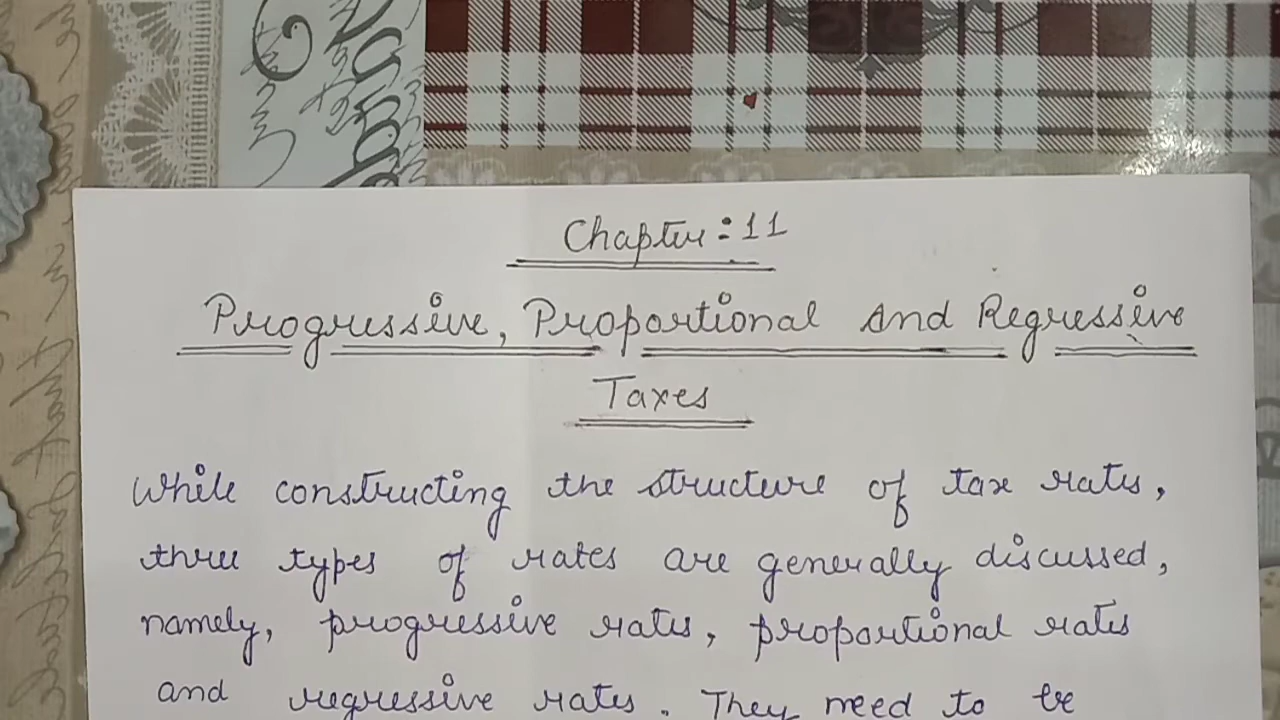 Chapter: 11
Progressive, Proportional And Regressive
Taxes
While constructing the structure of tax rates,
three types of rates are generally discussed,
namely, progressive rates, proportional rates
and regressive rates. They need to be